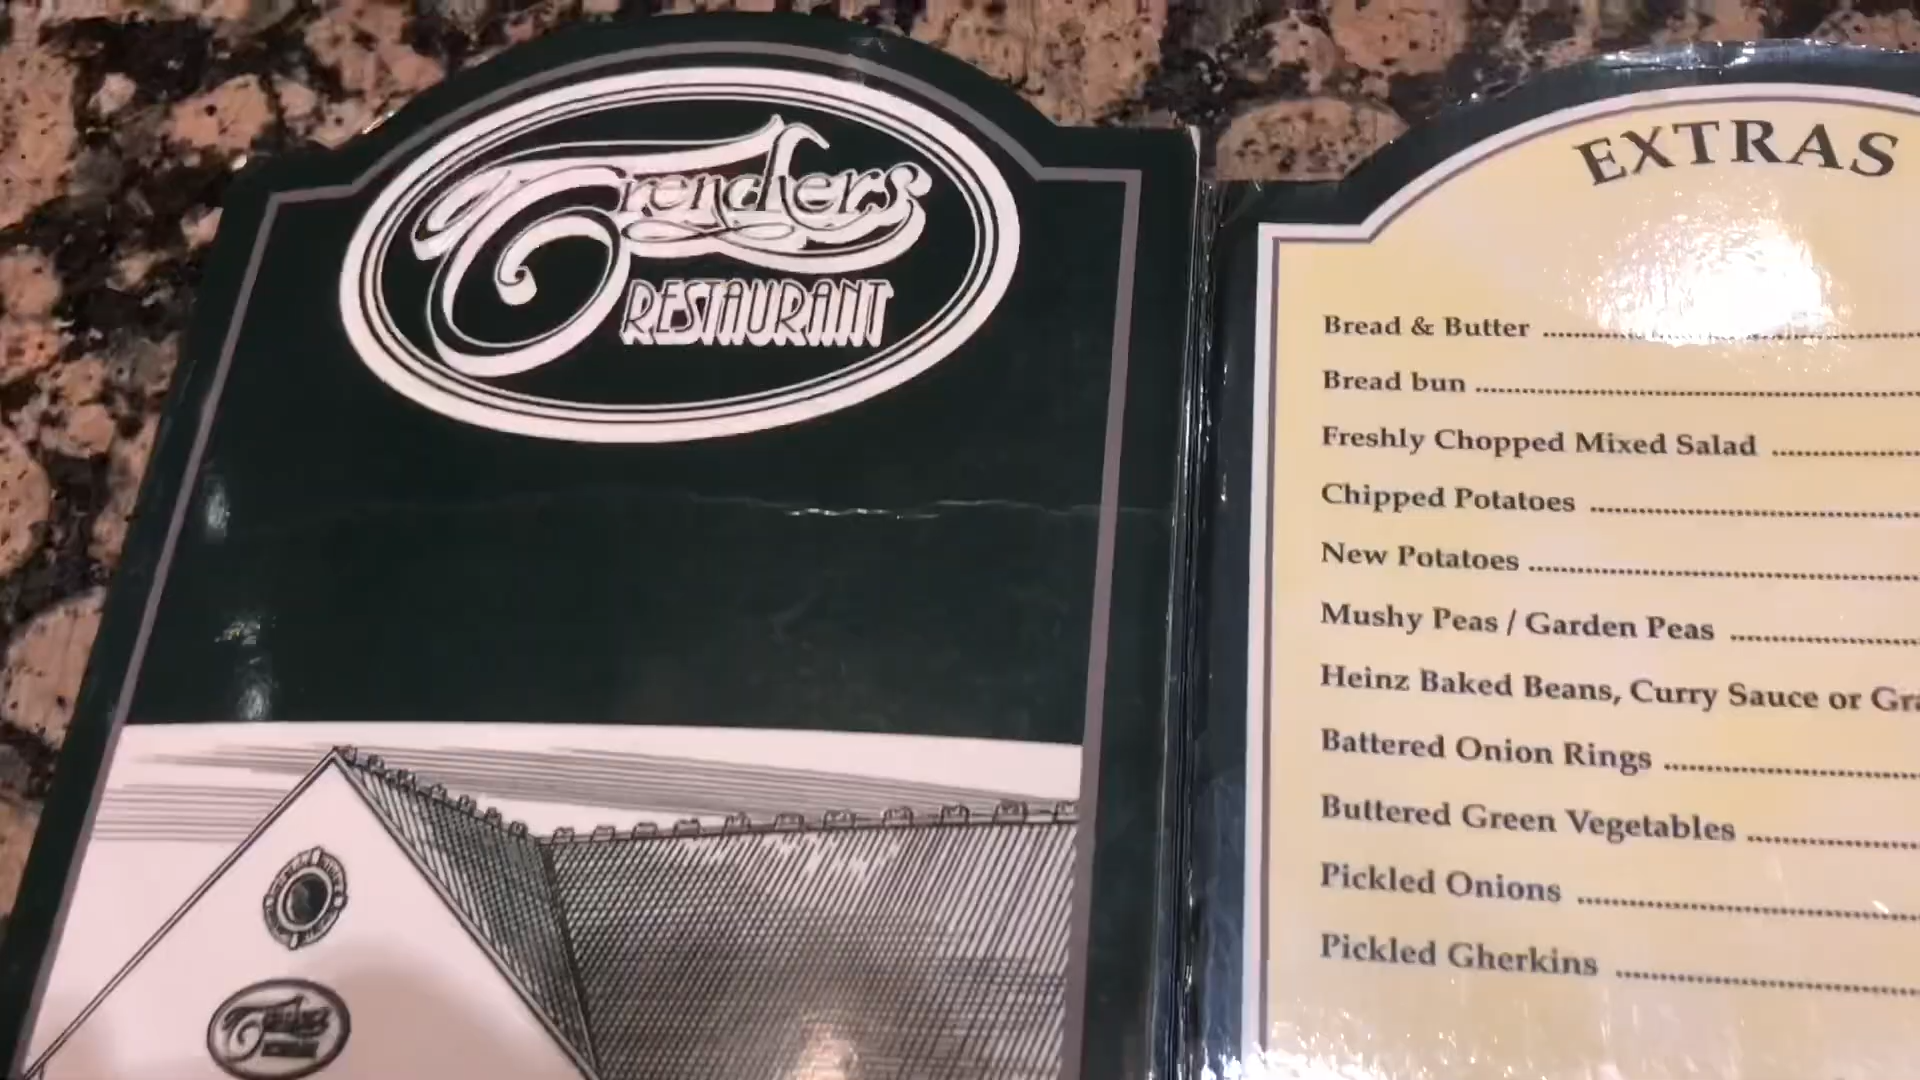 Trenchers
RESTAURANT
EXTRAS
Bread & Butter
Bread bun
Freshly Chopped Mixed Salad
Chipped Potatoes
New Potatoes
Mushy Peas / Garden Peas
Heinz Baked Beans, Curry Sauce or
Battered Onion Rings
Buttered Green Vegetables
Pickled Onions
Pickled Gherkins